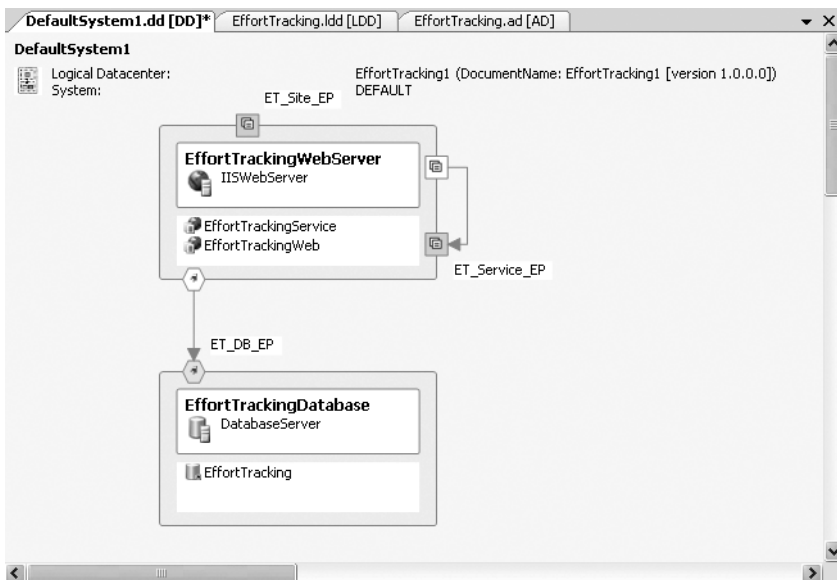 DefaultSystem1.dd [DD]* EffortTracking.ldd [LDD] EffortTracking.ad [AD]
DefaultSystem1
Logical Datacenter: EffortTracking1 (DocumentName: EffortTracking1 [version 1.0.0.0])
System: DEFAULT
ET_Site_EP
EffortTrackingWebServer
IISWebServer
EffortTrackingService
EffortTrackingWeb
ET_Service_EP
ET_DB_EP
EffortTrackingDatabase
DatabaseServer
EffortTracking